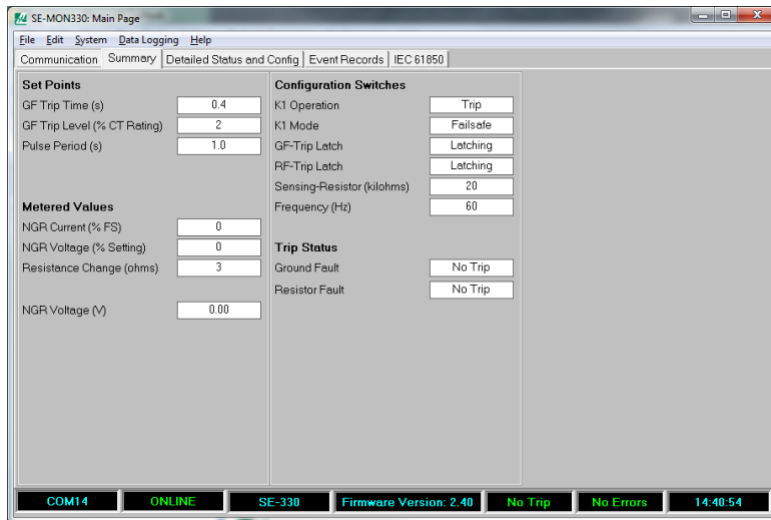 SE-MON330: Main Page
File Edit System Data Logging Help
Communication Summary Detailed Status and Config Event Records IEC 61850
Set Points
GF Trip Time (s) 0.4
GF Trip Level (% CT Rating) 2
Pulse Period (s) 1.0
Metered Values
NGR Current (% FS) 0
NGR Voltage (% Setting) 0
Resistance Change (ohms) 3
NGR Voltage (V) 0.00
Configuration Switches
K1 Operation Trip
K1 Mode Failsafe
GF-Trip Latch Latching
RF-Trip Latch Latching
Sensing-Resistor (kilohms) 20
Frequency (Hz) 60
Trip Status
Ground Fault No Trip
Resistor Fault No Trip
COM14 ONLINE SE-330 Firmware Version: 2.40 No Trip No Errors 14:40:54